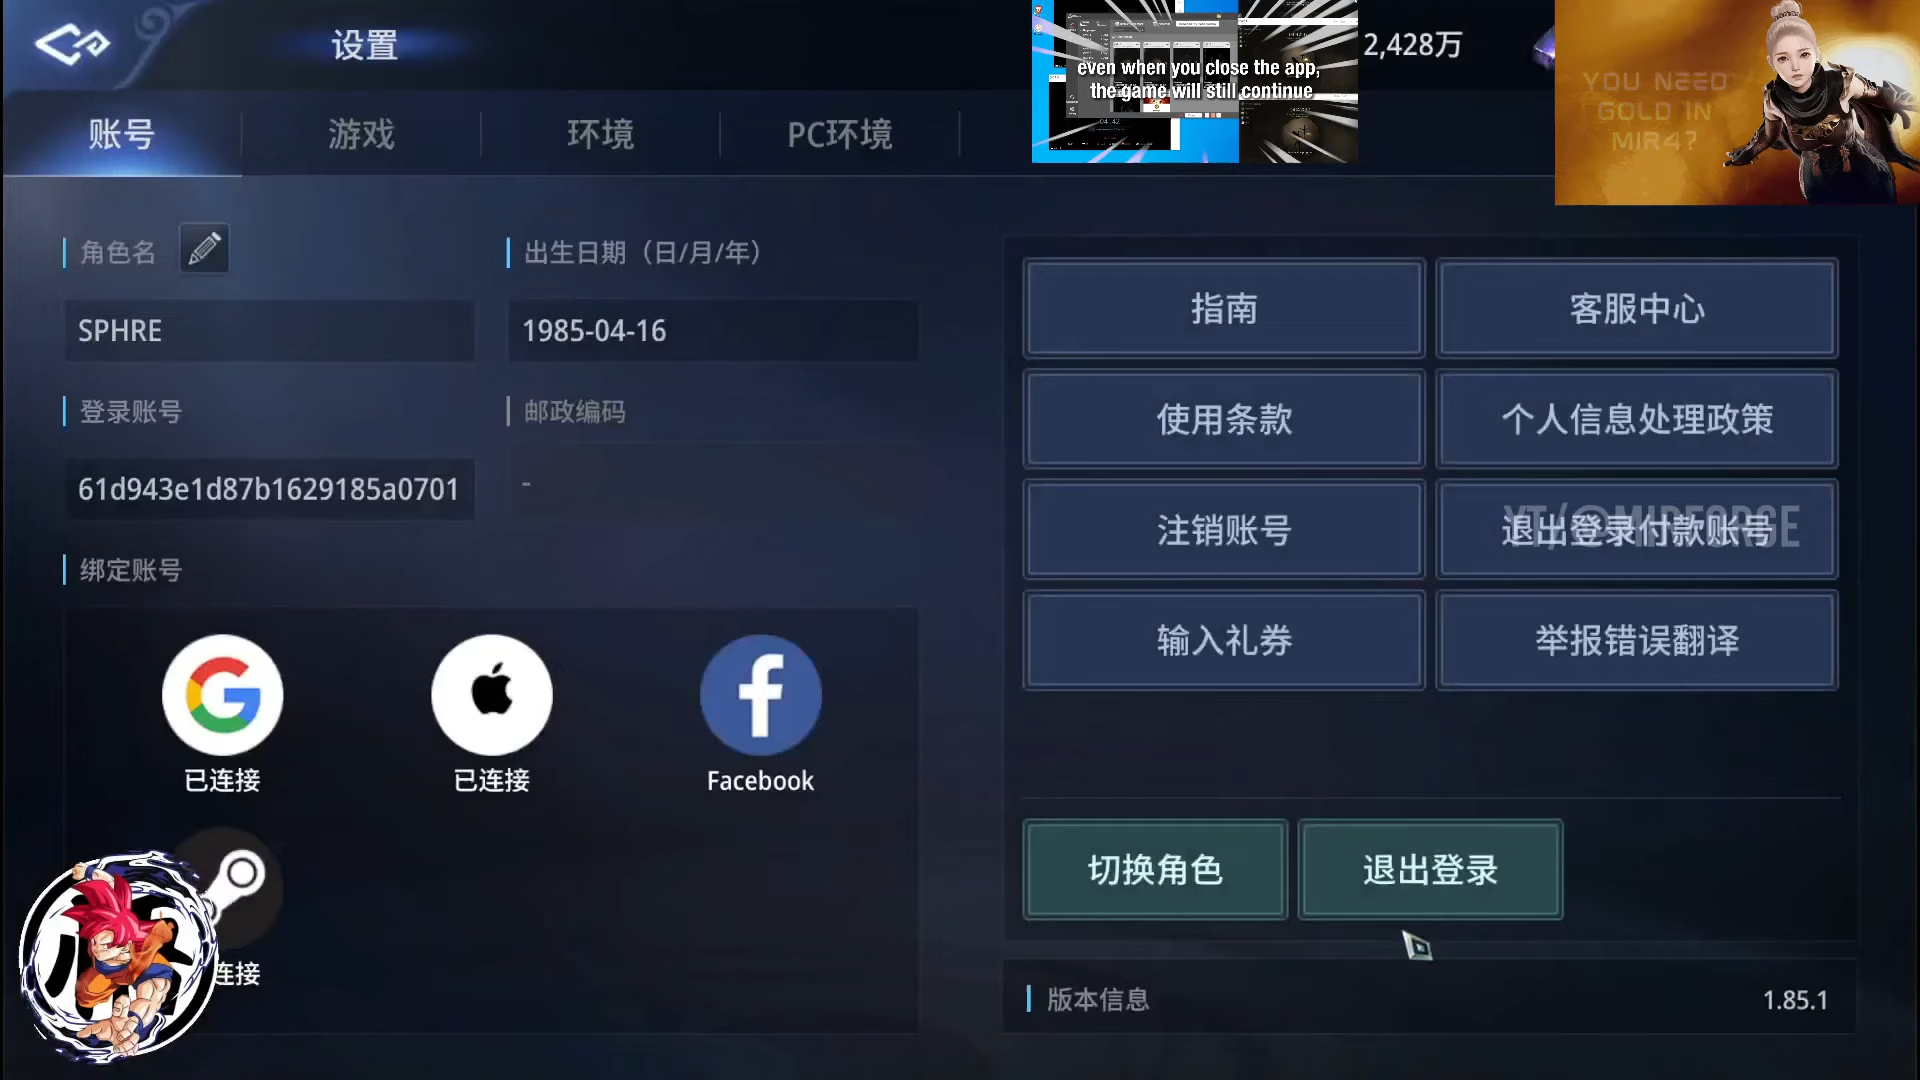 设置
even when you close the app,
the game will still continue
2,428万
YOU NEED
GOLD IN
MIR4?
账号
游戏
环境
PC环境
角色名
出生日期（日/月/年）
SPHRE
1985-04-16
登录账号
邮政编码
61d943e1d87b1629185a0701
-
绑定账号
已连接
已连接
Facebook
连接
指南
客服中心
使用条款
个人信息处理政策
注销账号
退出登录付款账号
YT/@MIRFORGE
输入礼券
举报错误翻译
切换角色
退出登录
版本信息
1.85.1